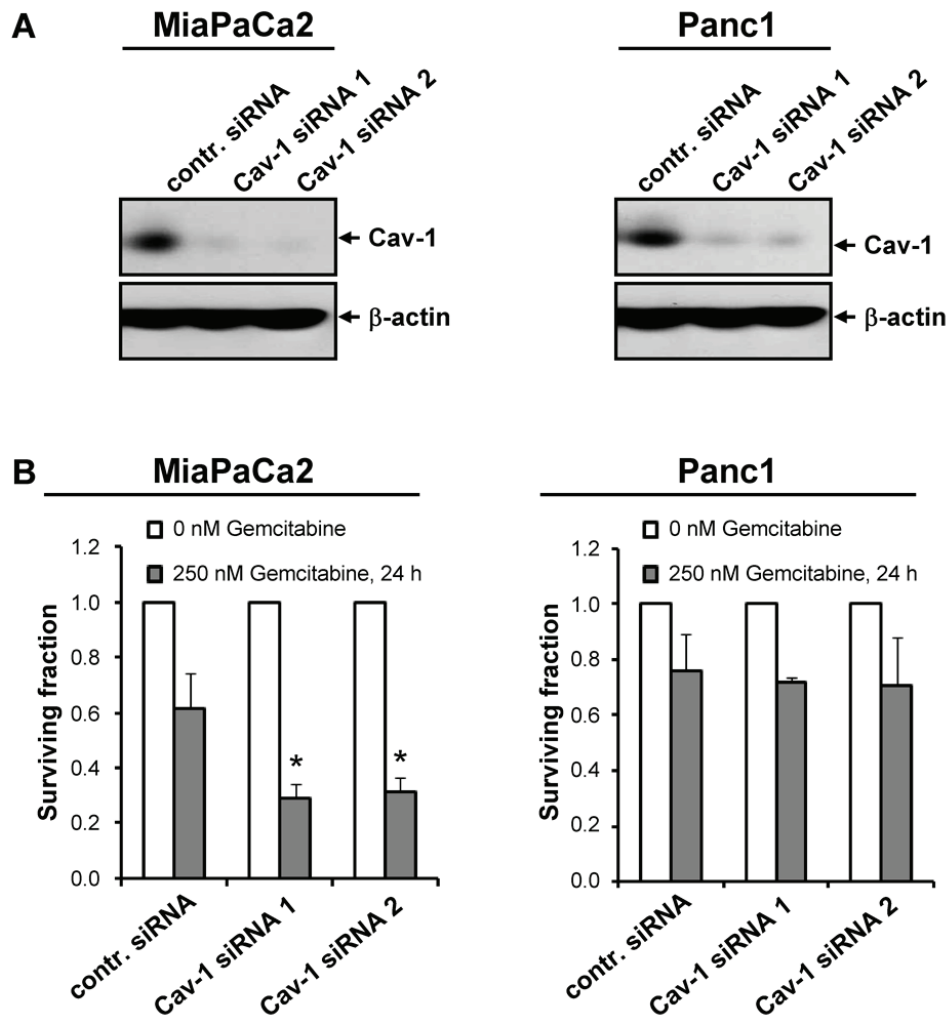 A
MiaPaCa2
Panc1
contr. siRNA
Cav-1 siRNA 1
Cav-1 siRNA 2
contr. siRNA
Cav-1 siRNA 1
Cav-1 siRNA 2
Cav-1
β-actin
Cav-1
β-actin
B
MiaPaCa2
Panc1
0 nM Gemcitabine
250 nM Gemcitabine, 24 h
Surviving fraction
1.2
1.0
0.8
0.6
0.4
0.2
0.0
*
*
contr. siRNA
Cav-1 siRNA 1
Cav-1 siRNA 2
0 nM Gemcitabine
250 nM Gemcitabine, 24 h
Surviving fraction
1.2
1.0
0.8
0.6
0.4
0.2
0.0
contr. siRNA
Cav-1 siRNA 1
Cav-1 siRNA 2